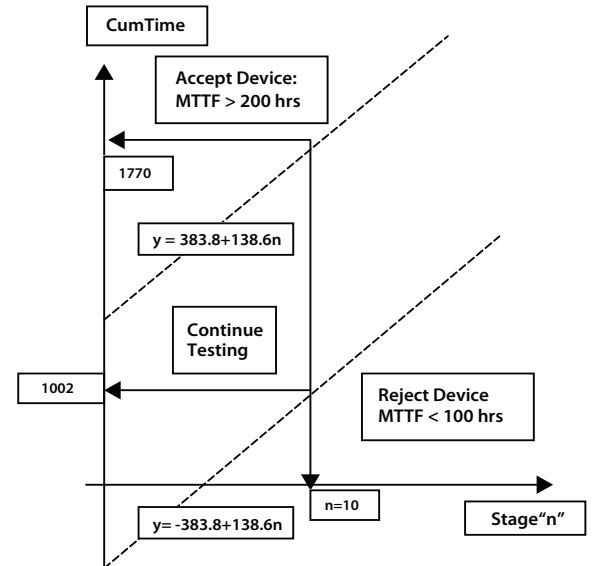 CumTime
Accept Device:
MTTF > 200 hrs
1770
y = 383.8+138.6n
Continue
Testing
1002
Reject Device
MTTF < 100 hrs
n=10
Stage“n”
y= -383.8+138.6n